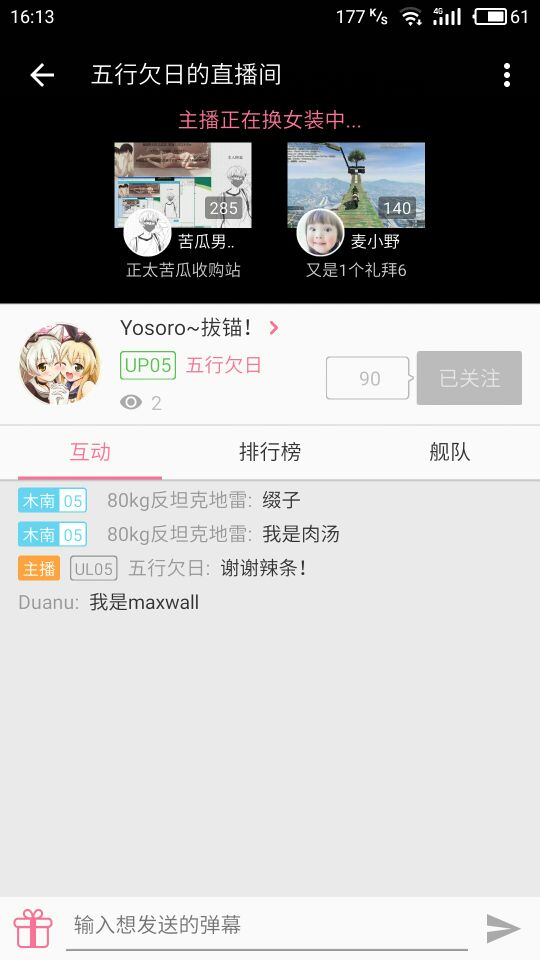 16:13
177 K/s 4G 61
五行欠日的直播间
主播正在换女装中...
285
140
苦瓜男..
麦小野
正太苦瓜收购站
又是1个礼拜6
Yosoro~拔锚!
UP05 五行欠日
90 已关注
2
互动 排行榜 舰队
木南 05 80kg反坦克地雷: 缀子
木南 05 80kg反坦克地雷: 我是肉汤
主播 UL05 五行欠日: 谢谢辣条!
Duanu: 我是maxwall
输入想发送的弹幕